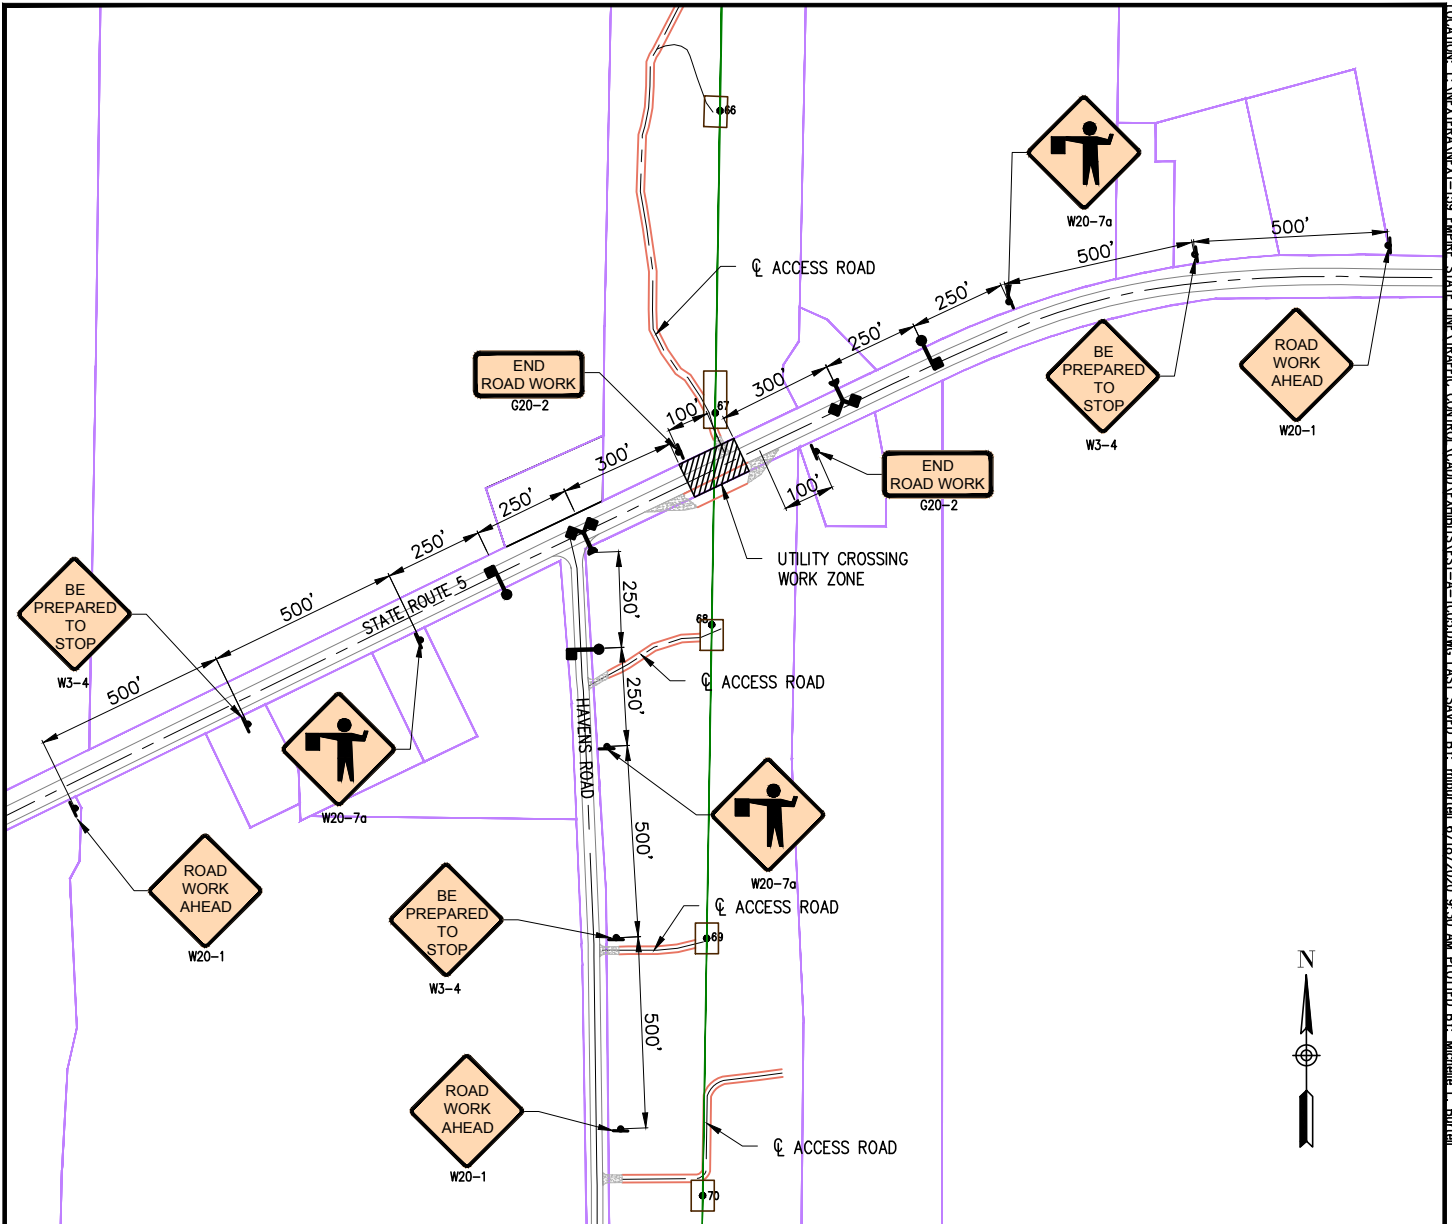 66
W20-7a
500'
500'
℄ ACCESS ROAD
250'
250'
END
ROAD WORK
G20-2
300'
BE
PREPARED
TO
STOP
W3-4
ROAD
WORK
AHEAD
W20-1
67
100'
300'
END
ROAD WORK
G20-2
100'
250'
250'
UTILITY CROSSING
WORK ZONE
BE
PREPARED
TO
STOP
W3-4
500'
STATE ROUTE 5
250'
68
500'
℄ ACCESS ROAD
250'
HAVENS ROAD
W20-7a
500'
W20-7a
ROAD
WORK
AHEAD
W20-1
BE
PREPARED
TO
STOP
W3-4
℄ ACCESS ROAD
69
N
500'
ROAD
WORK
AHEAD
W20-1
℄ ACCESS ROAD
70